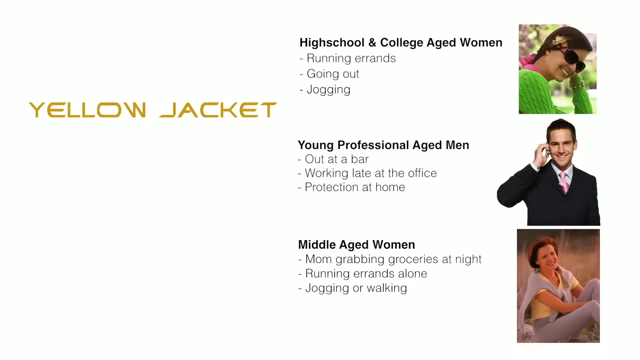 YELLOW JACKET
Highschool & College Aged Women
- Running errands
- Going out
- Jogging
Young Professional Aged Men
- Out at a bar
- Working late at the office
- Protection at home
Middle Aged Women
- Mom grabbing groceries at night
- Running errands alone
- Jogging or walking